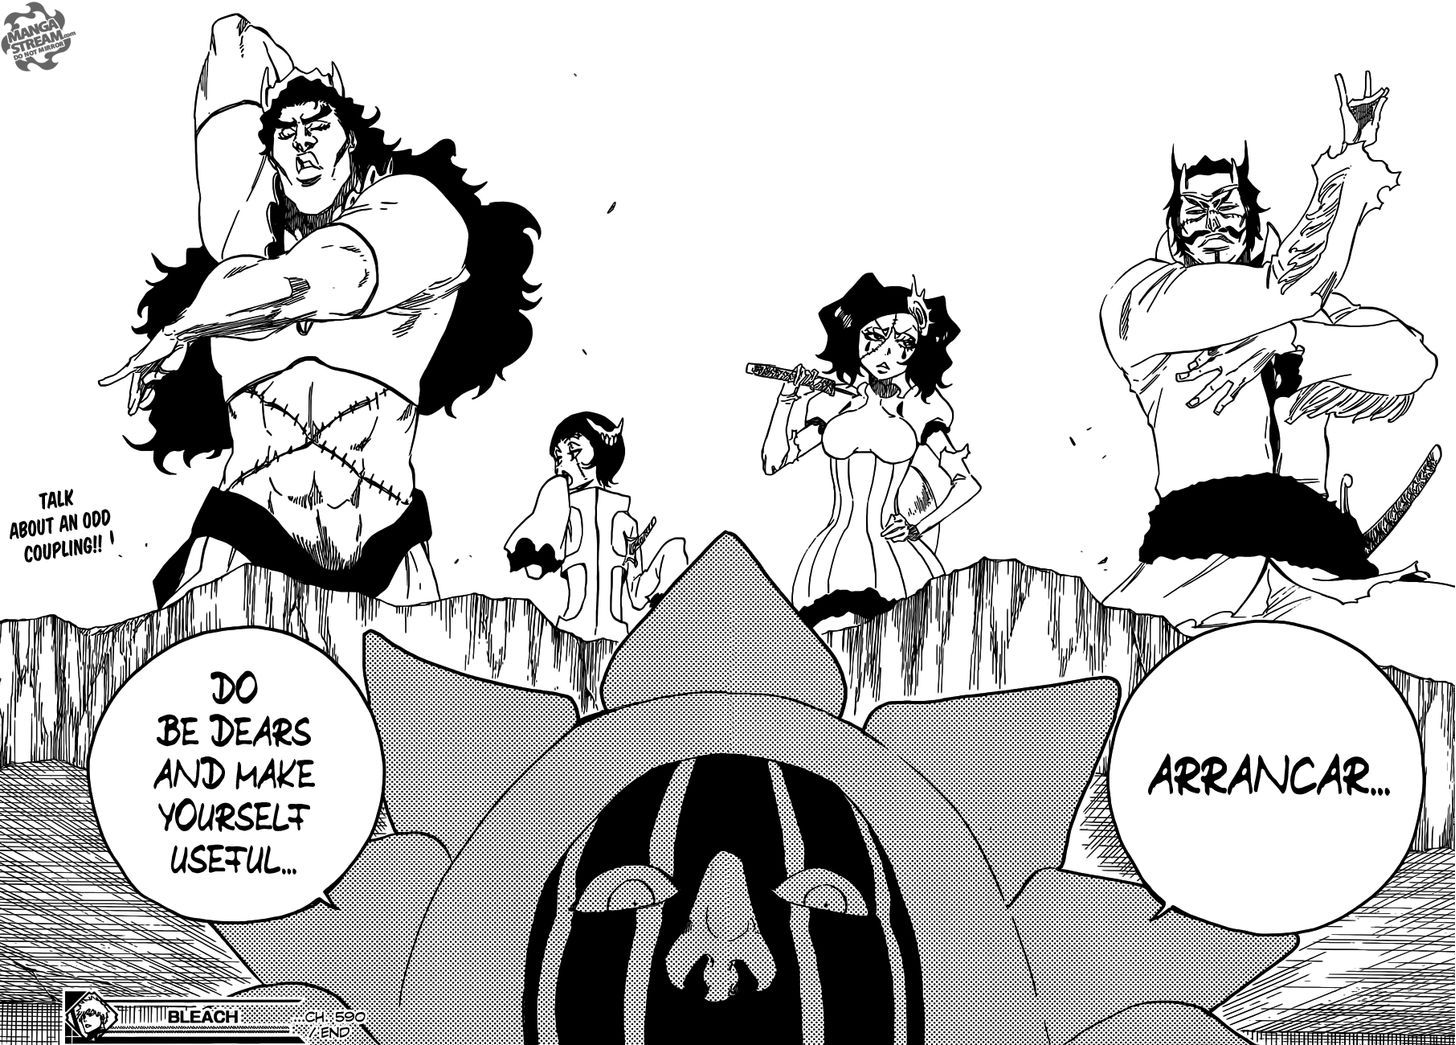 MANGA
STREAM.com
DO NOT MIRROR
ARRANCAR...
TALK
ABOUT AN ODD
COUPLING!!
DO
BE DEARS
AND MAKE
YOURSELF
USEFUL...
BLEACH
...CH. 590
/ END